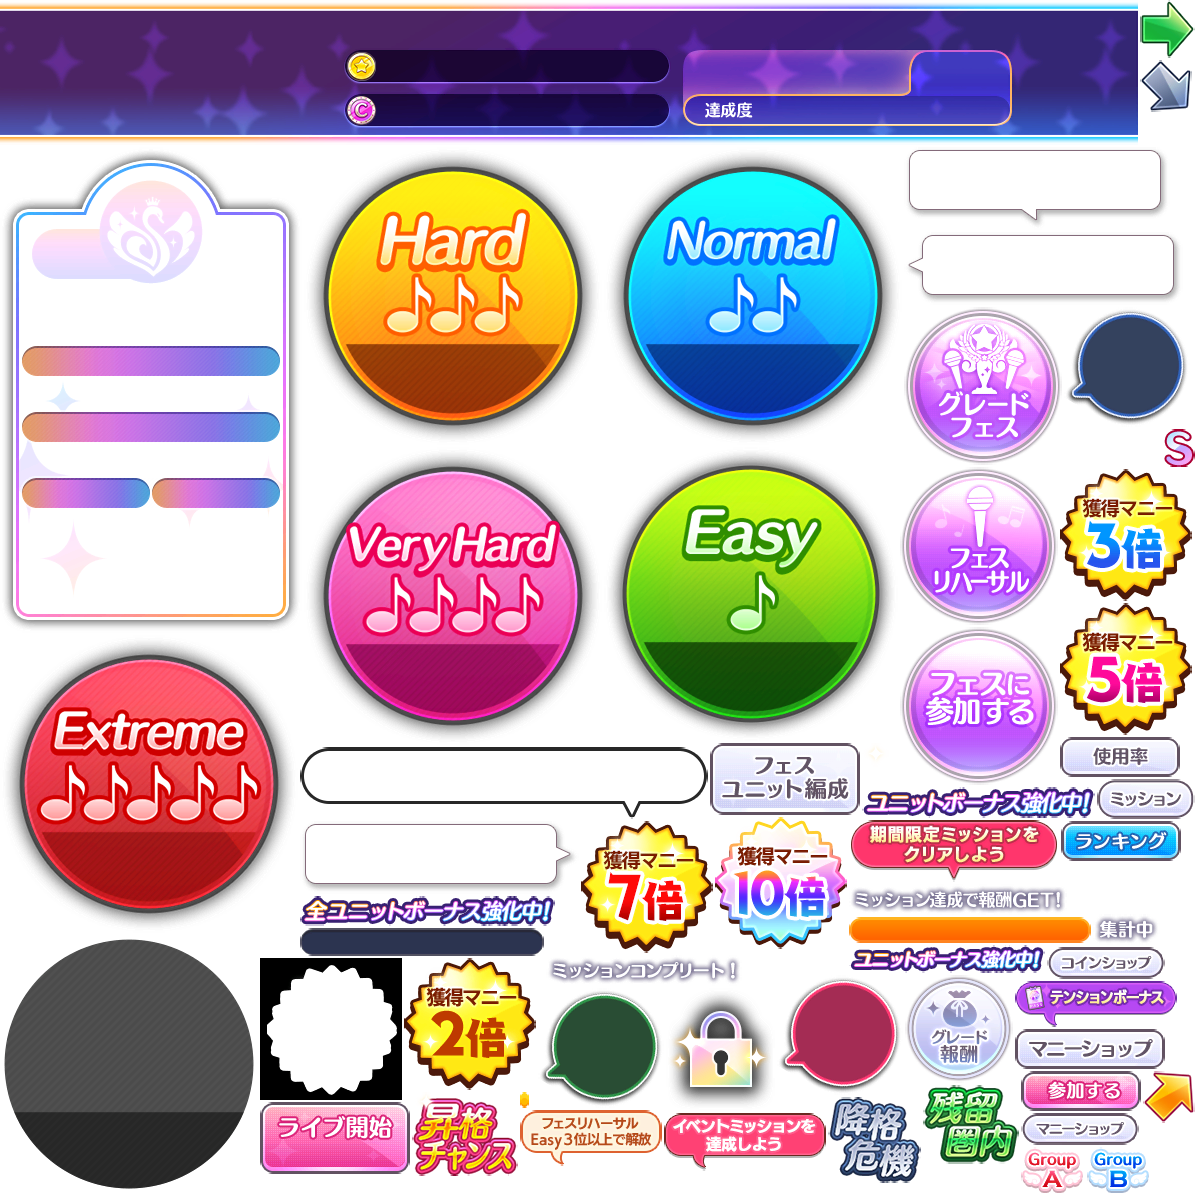 C
達成度
Hard
Normal
グレード
フェス
S
Very Hard
Easy
フェス
リハーサル
獲得マニー
3倍
フェスに
参加する
獲得マニー
5倍
Extreme
フェス
ユニット編成
使用率
ユニットボーナス強化中!
ミッション
期間限定ミッションを
クリアしよう
ランキング
獲得マニー
7倍
獲得マニー
10倍
ミッション達成で報酬GET!
全ユニットボーナス強化中!
集計中
ユニットボーナス強化中!
コインショップ
ミッションコンプリート!
獲得マニー
2倍
テンションボーナス
グレード
報酬
マニーショップ
参加する
ライブ開始
昇格
チャンス
フェスリハーサル
Easy3位以上で解放
イベントミッションを
達成しよう
降格
危機
残留
圏内
マニーショップ
Group
A
Group
B